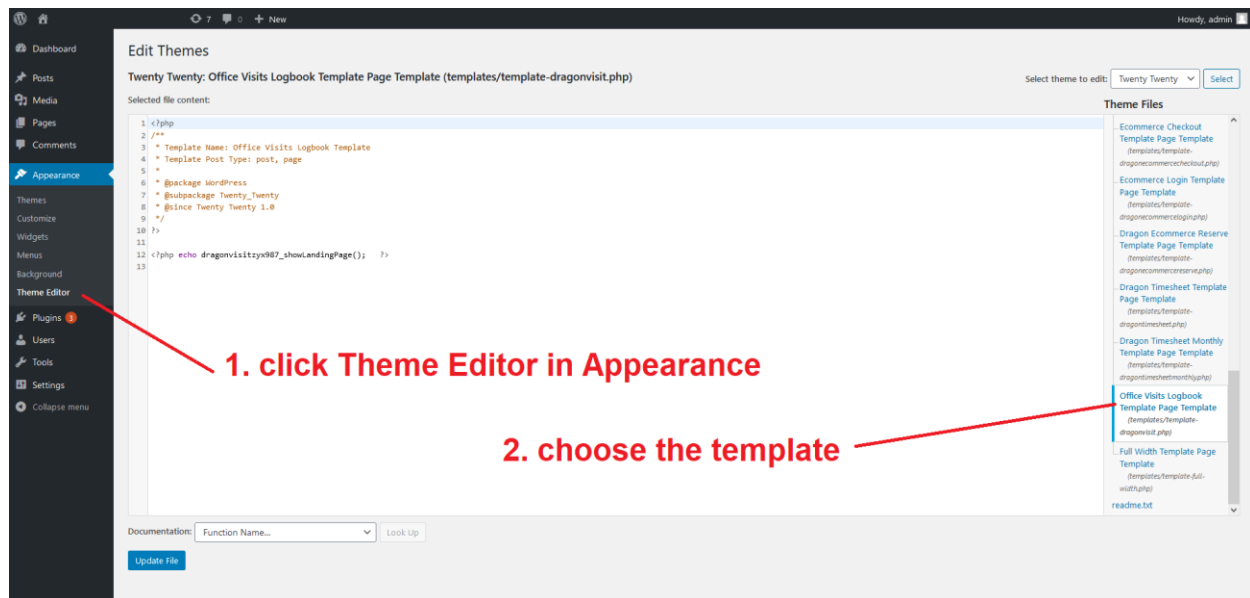 7 0 + New
Howdy, admin
Dashboard
Posts
Media
Pages
Comments
Appearance
Themes
Customize
Widgets
Menus
Background
Theme Editor
Plugins 3
Users
Tools
Settings
Collapse menu
Edit Themes
Twenty Twenty: Office Visits Logbook Template Page Template (templates/template-dragonvisit.php)
Select theme to edit: Twenty Twenty Select
Selected file content:
1 <?php
2 /**
3 * Template Name: Office Visits Logbook Template
4 * Template Post Type: post, page
5 *
6 * @package WordPress
7 * @subpackage Twenty_Twenty
8 * @since Twenty Twenty 1.0
9 */
10 ?>
11
12 <?php echo dragonvisitzyx987_showLandingPage(); ?>
13
1. click Theme Editor in Appearance
2. choose the template
Theme Files
Ecommerce Checkout
Template Page Template
(templates/template-
dragonecommercecheckout.php)
Ecommerce Login Template
Page Template
(templates/template-
dragonecommercelogin.php)
Dragon Ecommerce Reserve
Template Page Template
(templates/template-
dragonecommercereserve.php)
Dragon Timesheet Template
Page Template
(templates/template-
dragontimesheet.php)
Dragon Timesheet Monthly
Template Page Template
(templates/template-
dragontimesheetmonthly.php)
Office Visits Logbook
Template Page Template
(templates/template-
dragonvisit.php)
Full Width Template Page
Template
(templates/template-full-
width.php)
readme.txt
Documentation: Function Name... Look Up
Update File